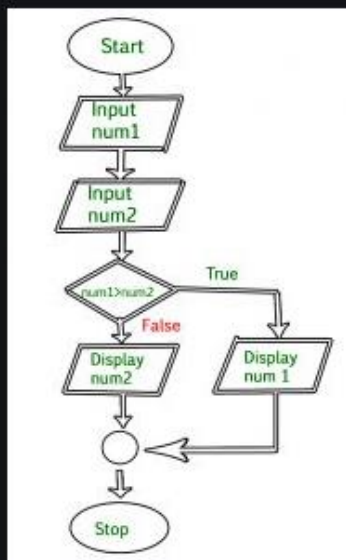 Start
Input
num1
Input
num2
num1>num2
True
False
Display
num2
Display
num 1
Stop